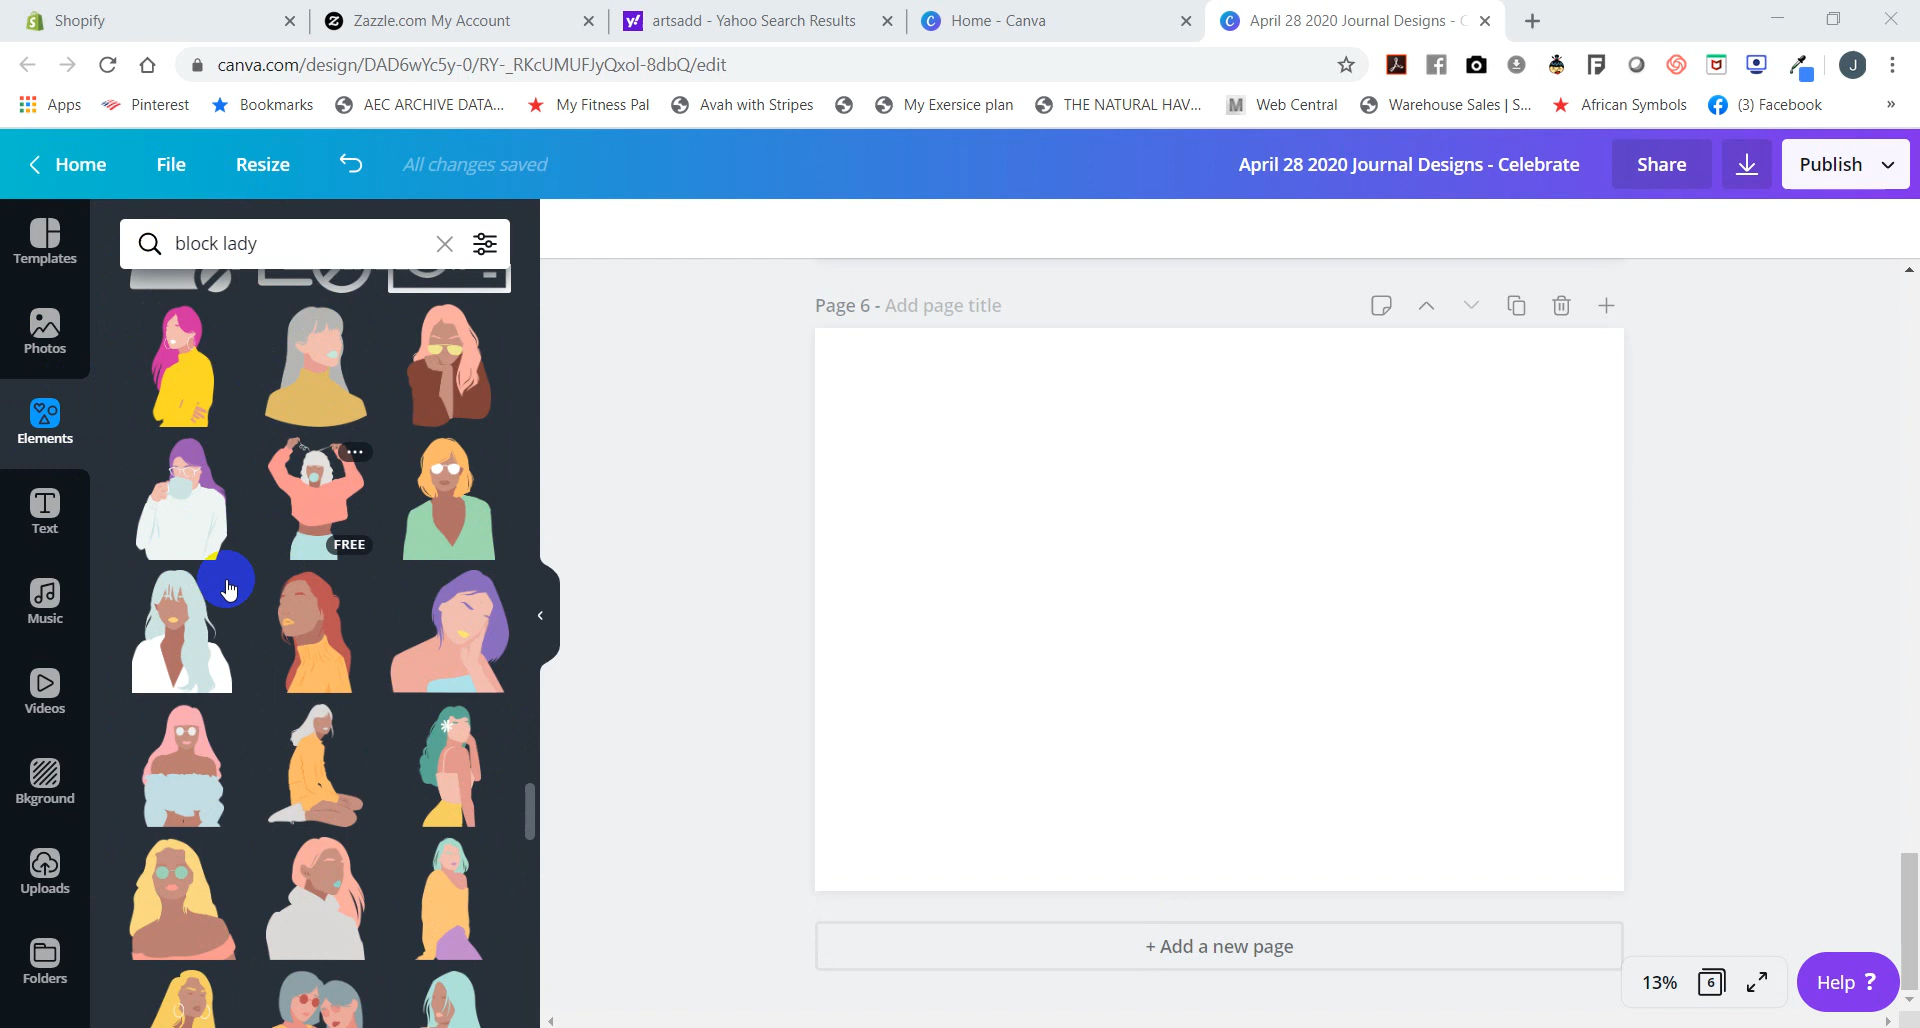 Shopify
Zazzle.com My Account
artsadd - Yahoo Search Results
Home - Canva
April 28 2020 Journal Designs - C
canva.com/design/DAD6wYc5y-0/RY-_RKcUMUFJyQxol-8dbQ/edit
J
Apps
Pinterest
Bookmarks
AEC ARCHIVE DATA...
My Fitness Pal
Avah with Stripes
My Exersice plan
THE NATURAL HAV...
Web Central
Warehouse Sales | S...
African Symbols
(3) Facebook
Home
File
Resize
All changes saved
April 28 2020 Journal Designs - Celebrate
Share
Publish
block lady
Templates
Photos
Elements
Text
Music
Videos
Bkground
Uploads
Folders
FREE
Page 6 - Add page title
+ Add a new page
13%
6
Help ?